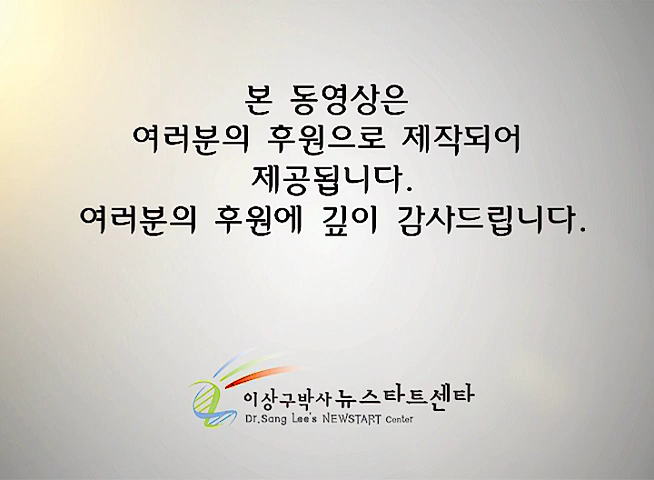 본 동영상은
여러분의 후원으로 제작되어
제공됩니다.
여러분의 후원에 깊이 감사드립니다.
이상구박사 뉴스타트센타
Dr.Sang Lee's NEWSTART Center